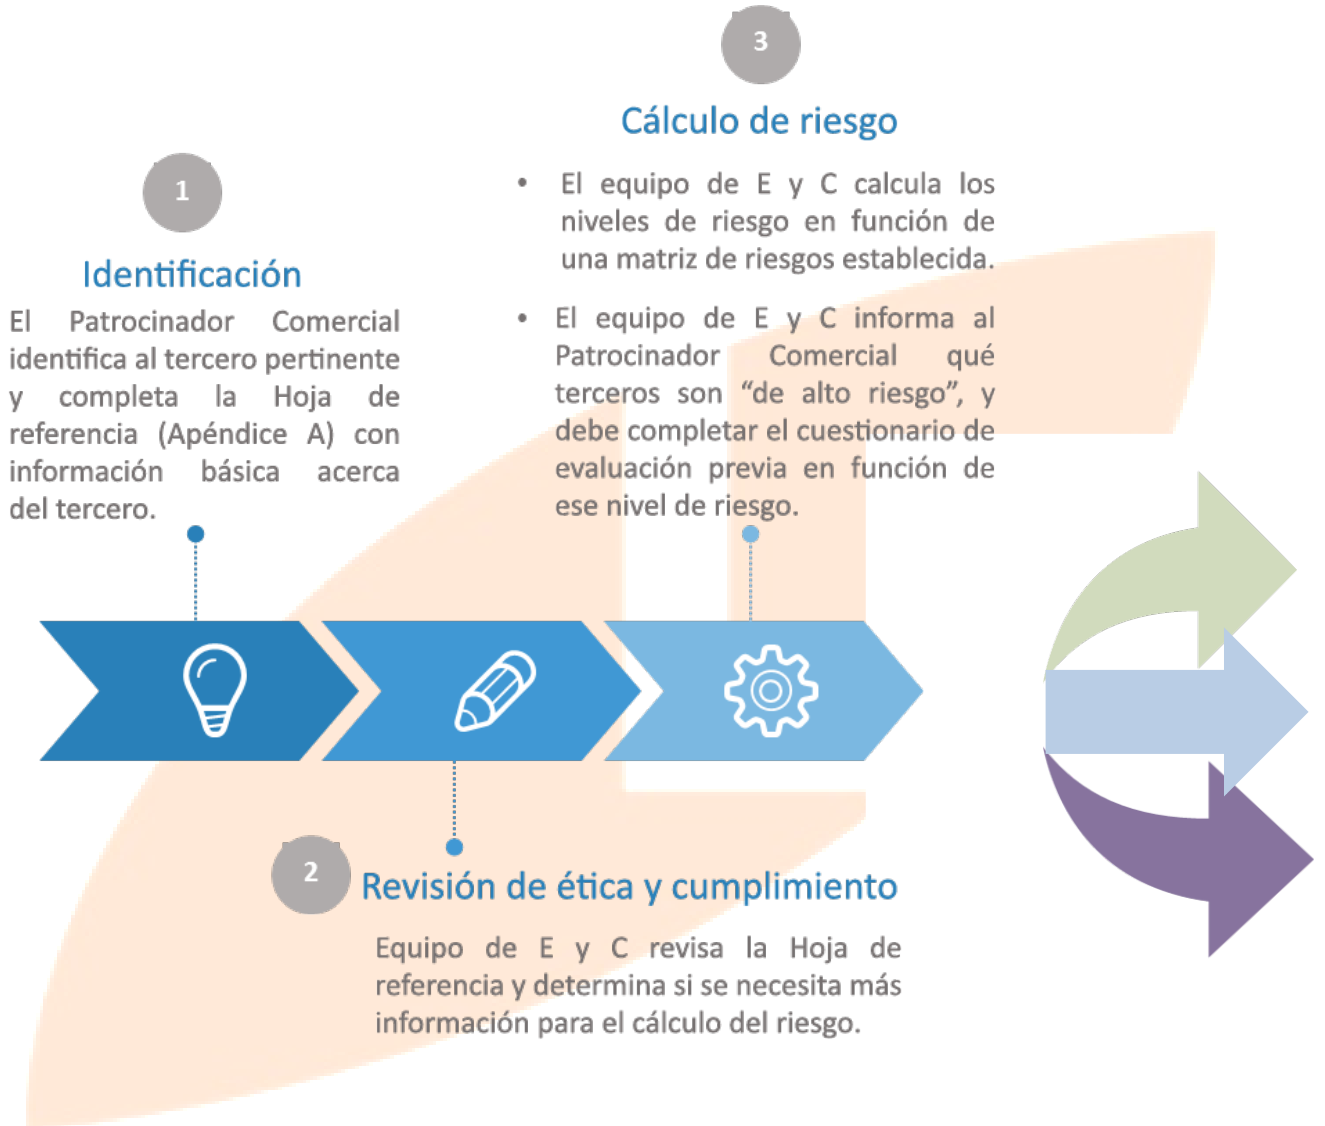 1
Identificación
El Patrocinador Comercial
identifica al tercero pertinente
y completa la Hoja de
referencia (Apéndice A) con
información básica acerca
del tercero.
2
Revisión de ética y cumplimiento
Equipo de E y C revisa la Hoja de
referencia y determina si se necesita más
información para el cálculo del riesgo.
3
Cálculo de riesgo
• El equipo de E y C calcula los
niveles de riesgo en función de
una matriz de riesgos establecida.
• El equipo de E y C informa al
Patrocinador Comercial qué
terceros son “de alto riesgo”, y
debe completar el cuestionario de
evaluación previa en función de
ese nivel de riesgo.